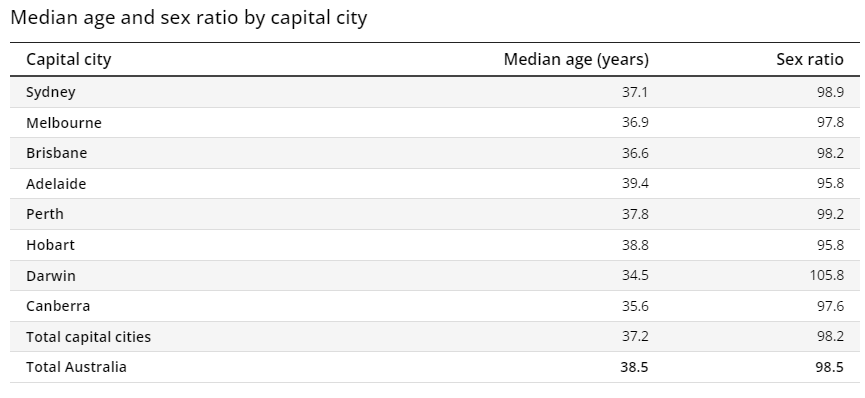 Median age and sex ratio by capital city
Capital city Median age (years) Sex ratio
Sydney 37.1 98.9
Melbourne 36.9 97.8
Brisbane 36.6 98.2
Adelaide 39.4 95.8
Perth 37.8 99.2
Hobart 38.8 95.8
Darwin 34.5 105.8
Canberra 35.6 97.6
Total capital cities 37.2 98.2
Total Australia 38.5 98.5